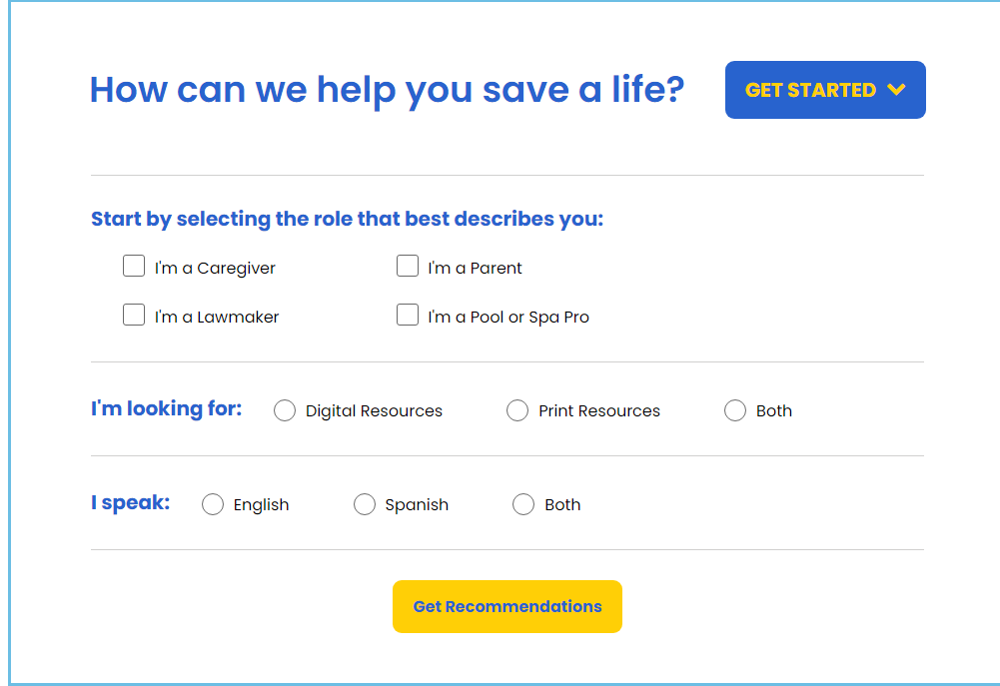 How can we help you save a life?
GET STARTED
Start by selecting the role that best describes you:
I'm a Caregiver I'm a Parent
I'm a Lawmaker I'm a Pool or Spa Pro
I'm looking for: Digital Resources Print Resources Both
I speak: English Spanish Both
Get Recommendations